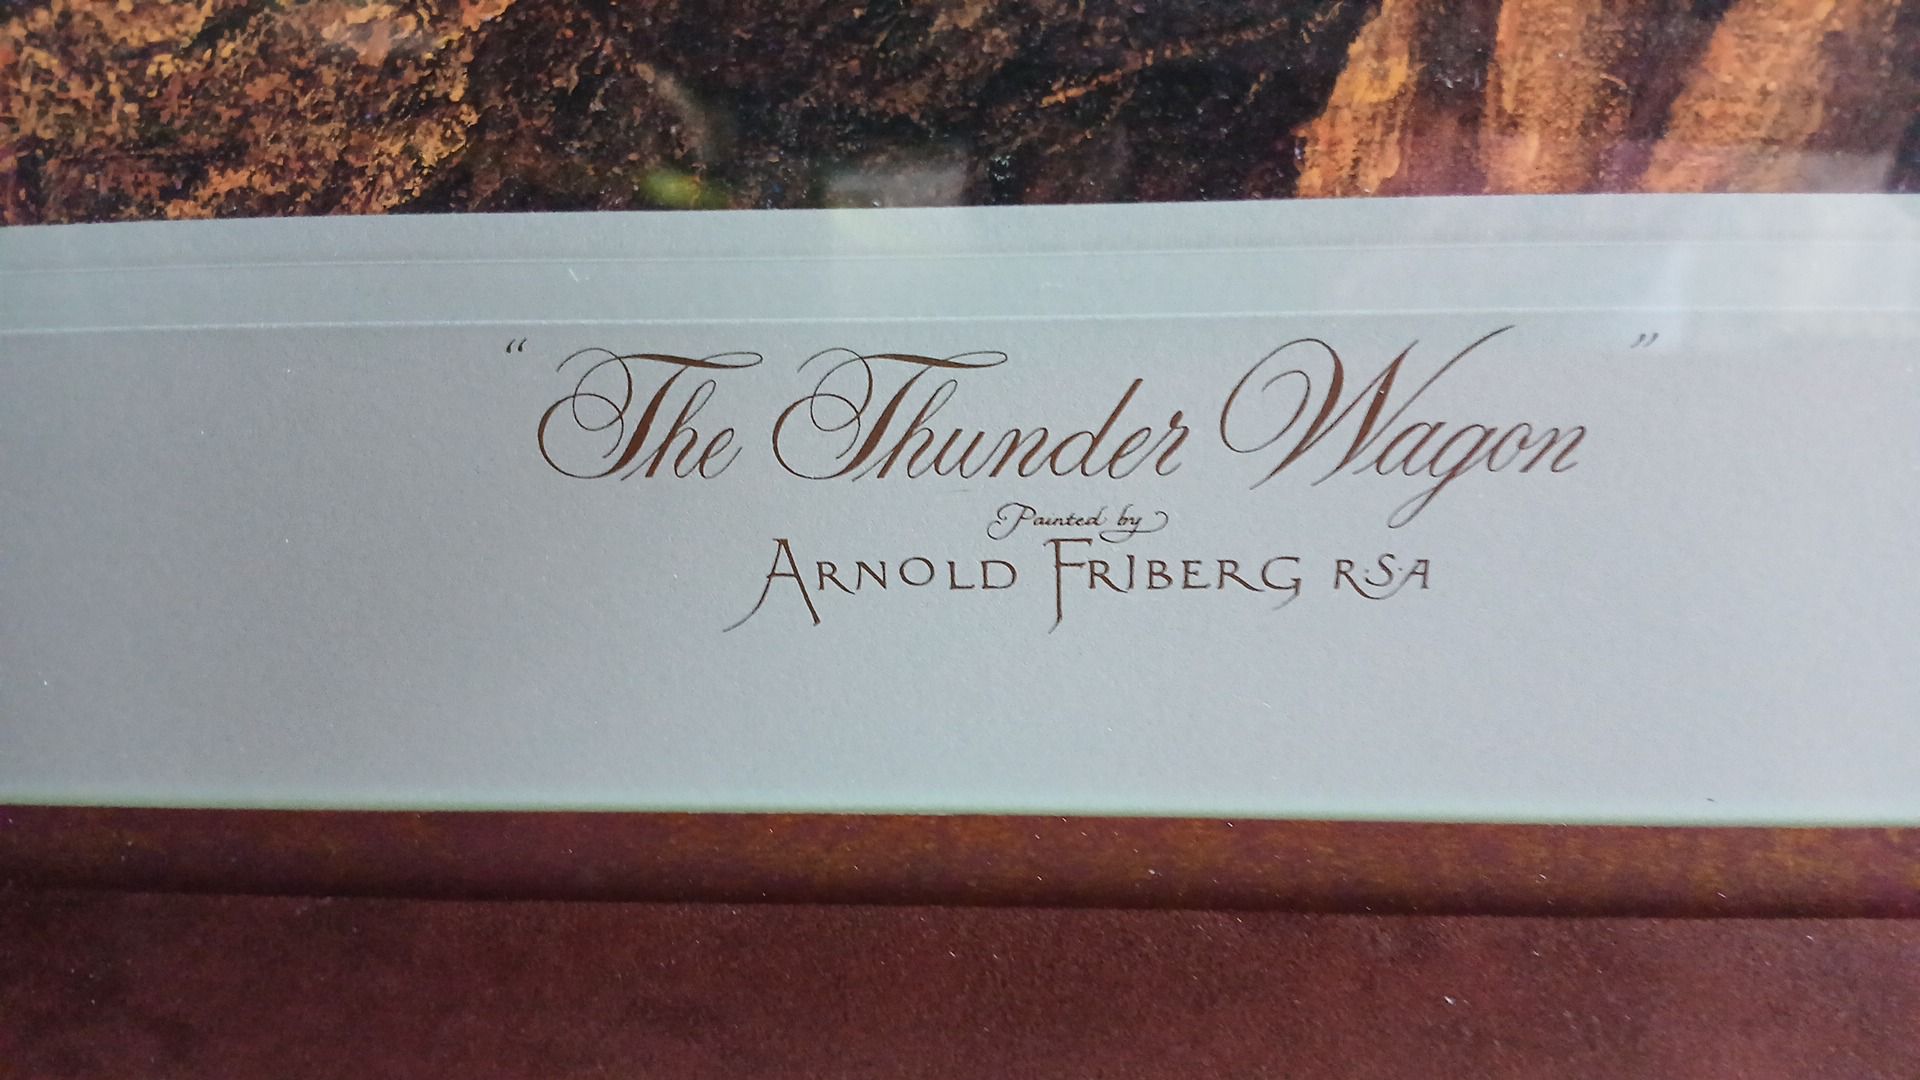 “The Thunder Wagon”
Painted by
ARNOLD FRIBERG R·S·A